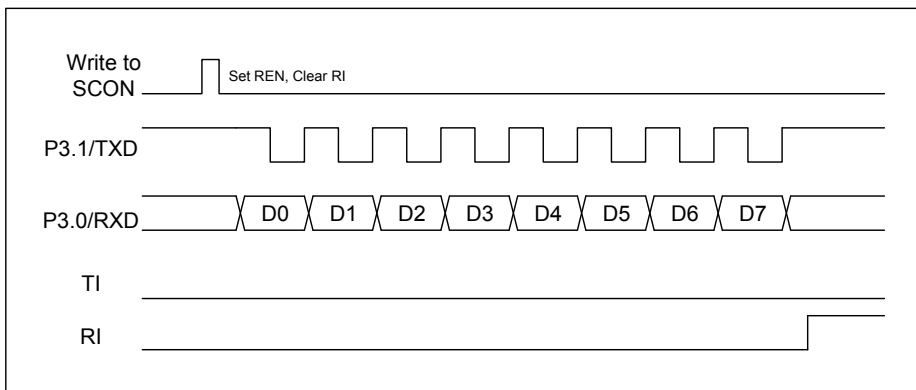 Write to
SCON
Set REN, Clear RI
P3.1/TXD
P3.0/RXD D0 D1 D2 D3 D4 D5 D6 D7
TI
RI